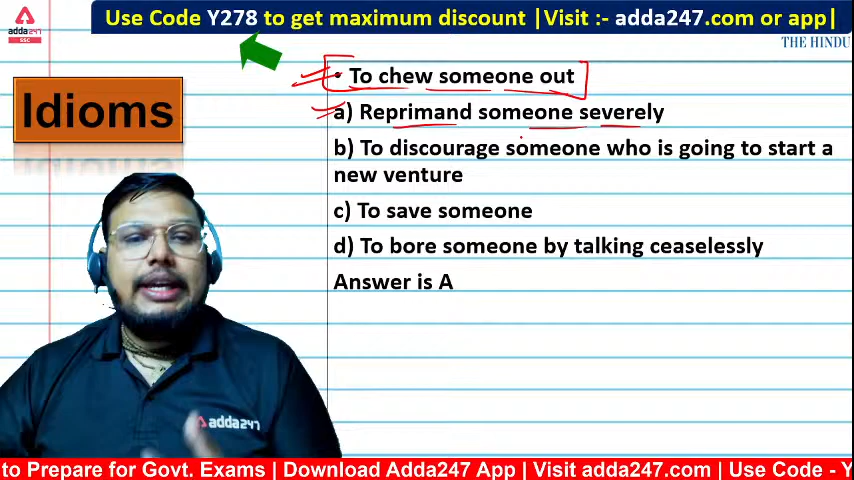 Use Code Y278 to get maximum discount |Visit :- adda247.com or app|
adda247
SSC
THE HINDU
Idioms
• To chew someone out
a) Reprimand someone severely
b) To discourage someone who is going to start a
new venture
c) To save someone
d) To bore someone by talking ceaselessly
Answer is A
adda247
to Prepare for Govt. Exams | Download Adda247 App | Visit adda247.com | Use Code - Y